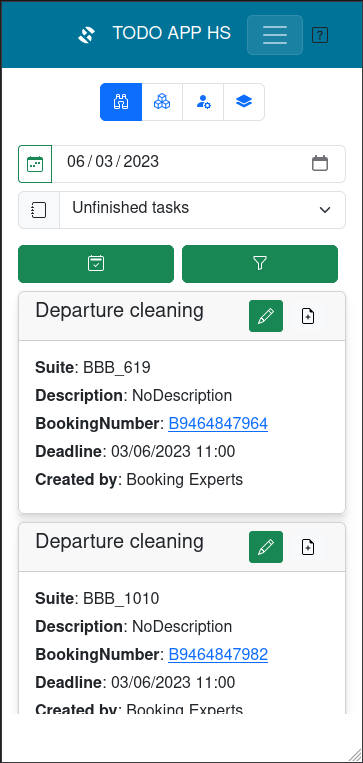 TODO APP HS
06/03/2023
Unfinished tasks
Departure cleaning
Suite: BBB_619
Description: NoDescription
BookingNumber: B9464847964
Deadline: 03/06/2023 11:00
Created by: Booking Experts
Departure cleaning
Suite: BBB_1010
Description: NoDescription
BookingNumber: B9464847982
Deadline: 03/06/2023 11:00
Created by: Booking Experts